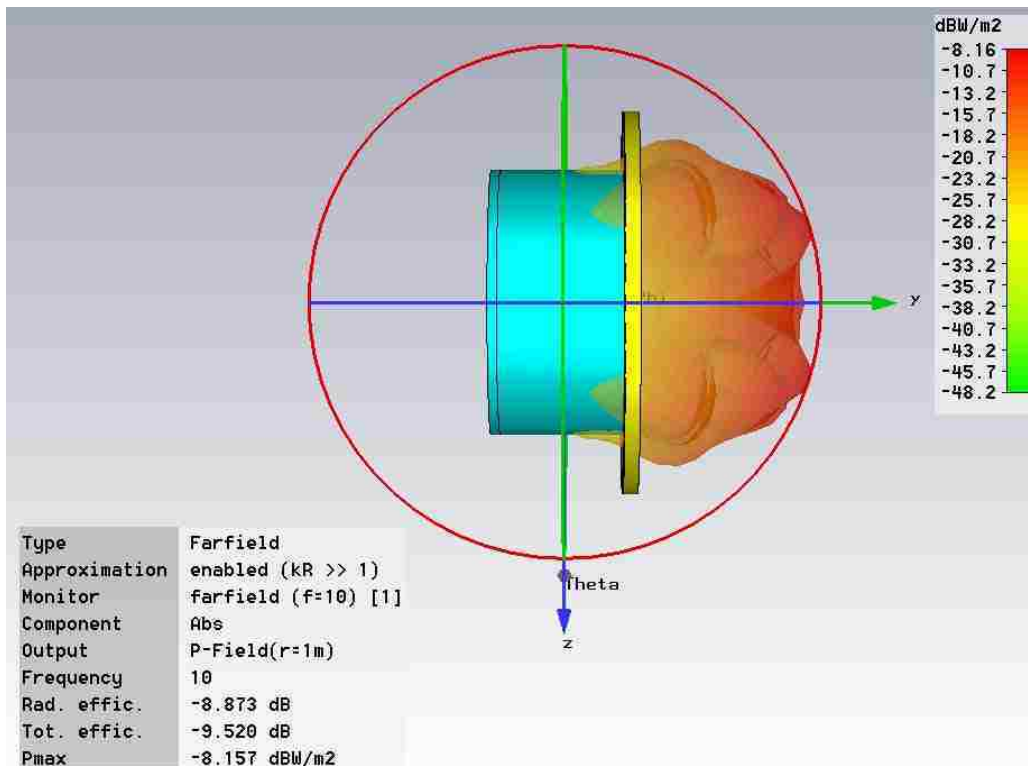 dBW/m2
-8.16
-10.7
-13.2
-15.7
-18.2
-20.7
-23.2
-25.7
-28.2
-30.7
-33.2
-35.7
-38.2
-40.7
-43.2
-45.7
-48.2
y
Theta
z
Type Farfield
Approximation enabled (kR >> 1)
Monitor farfield (f=10) [1]
Component Abs
Output P-Field(r=1m)
Frequency 10
Rad. effic. -8.873 dB
Tot. effic. -9.520 dB
Pmax -8.157 dBW/m2